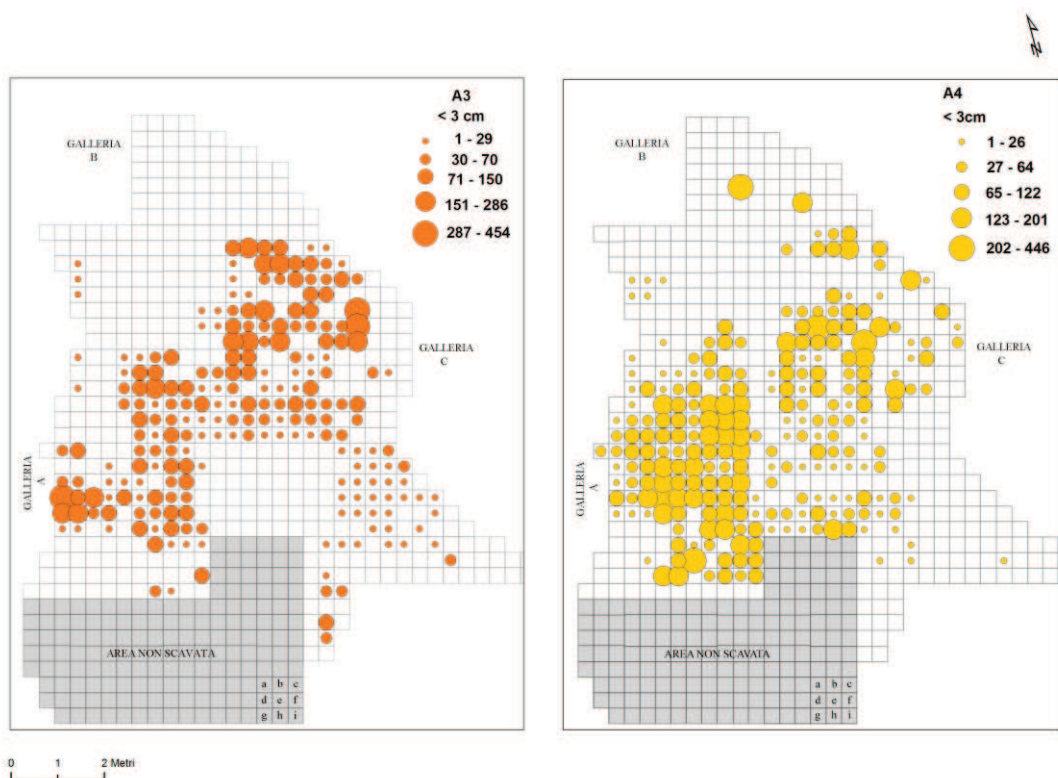 A3
< 3 cm
1 - 29
30 - 70
71 - 150
151 - 286
287 - 454
GALLERIA
B
GALLERIA
C
GALLERIA
A
AREA NON SCAVATA
a b c
d e f
g h i
A4
< 3cm
1 - 26
27 - 64
65 - 122
123 - 201
202 - 446
GALLERIA
B
GALLERIA
C
GALLERIA
A
AREA NON SCAVATA
a b c
d e f
g h i
0 1 2 Metri